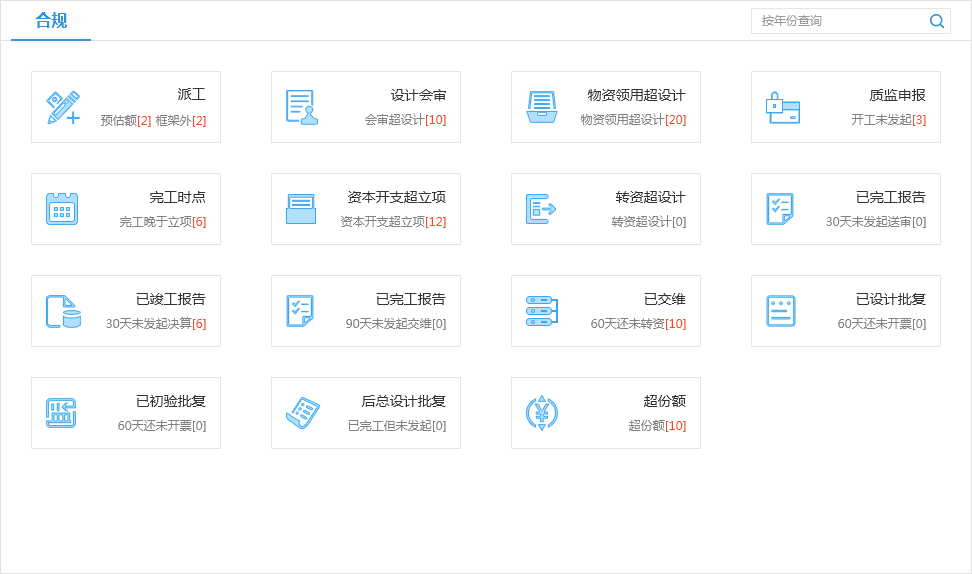 合规
按年份查询
派工
预估额[2] 框架外[2]
设计会审
会审超设计[10]
物资领用超设计
物资领用超设计[20]
质监申报
开工未发起[3]
完工时点
完工晚于立项[6]
资本开支超立项
资本开支超立项[12]
转资超设计
转资超设计[0]
已完工报告
30天未发起送审[0]
已竣工报告
30天未发起决算[6]
已完工报告
90天未发起交维[0]
已交维
60天还未转资[10]
已设计批复
60天还未开票[0]
已初验批复
60天还未开票[0]
后总设计批复
已完工但未发起[0]
超份额
超份额[10]